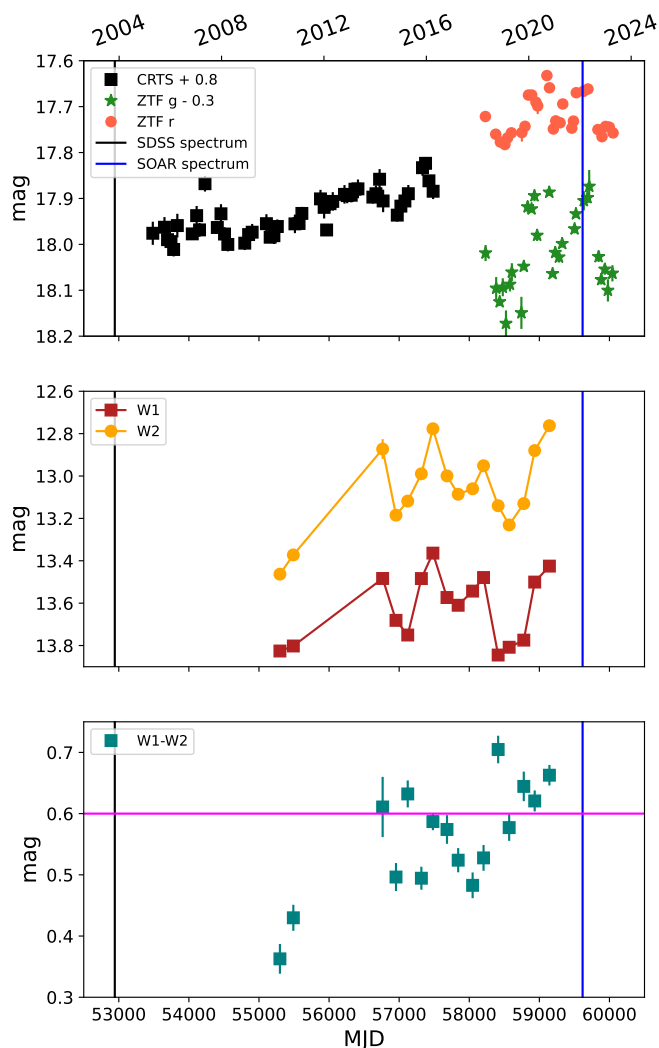 2004 2008 2012 2016 2020 2024
17.6
17.7
17.8
17.9
18.0
18.1
18.2
mag
CRTS + 0.8
ZTF g - 0.3
ZTF r
SDSS spectrum
SOAR spectrum
12.6
12.8
13.0
13.2
13.4
13.6
13.8
mag
W1
W2
0.7
0.6
0.5
0.4
0.3
mag
W1-W2
53000 54000 55000 56000 57000 58000 59000 60000
MJD